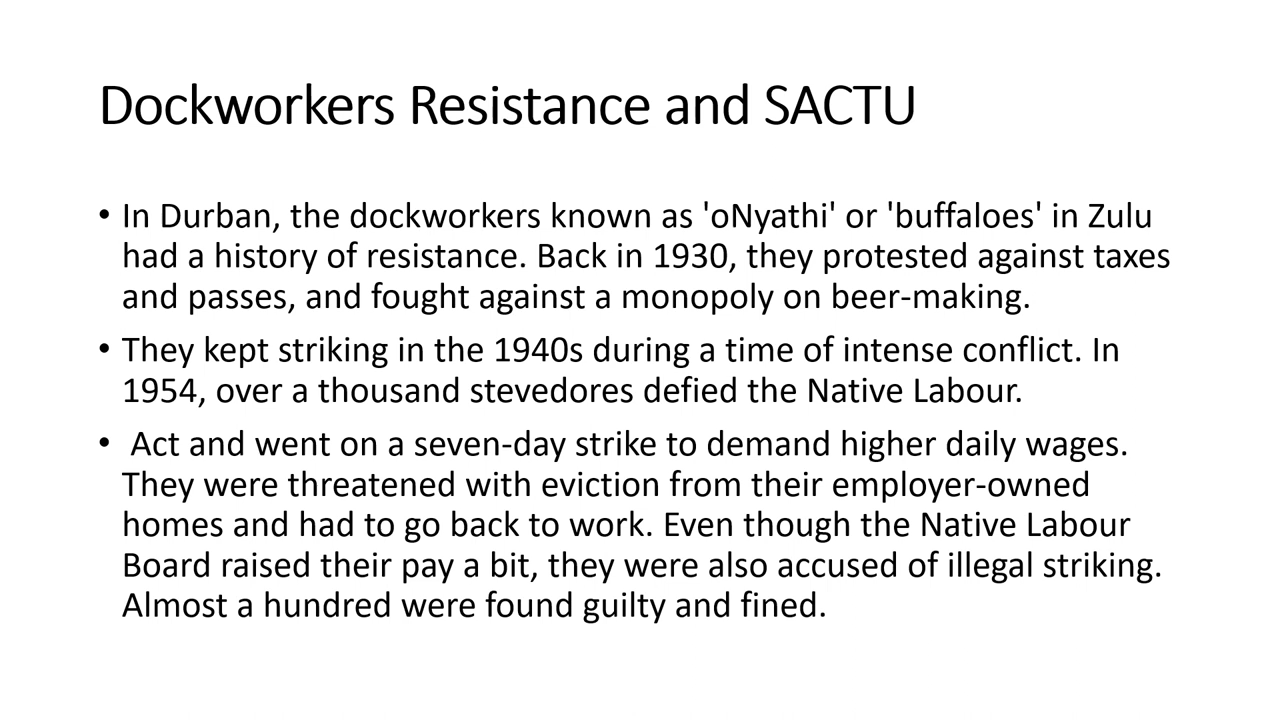 Dockworkers Resistance and SACTU
• In Durban, the dockworkers known as 'oNyathi' or 'buffaloes' in Zulu
had a history of resistance. Back in 1930, they protested against taxes
and passes, and fought against a monopoly on beer-making.
• They kept striking in the 1940s during a time of intense conflict. In
1954, over a thousand stevedores defied the Native Labour.
• Act and went on a seven-day strike to demand higher daily wages.
They were threatened with eviction from their employer-owned
homes and had to go back to work. Even though the Native Labour
Board raised their pay a bit, they were also accused of illegal striking.
Almost a hundred were found guilty and fined.